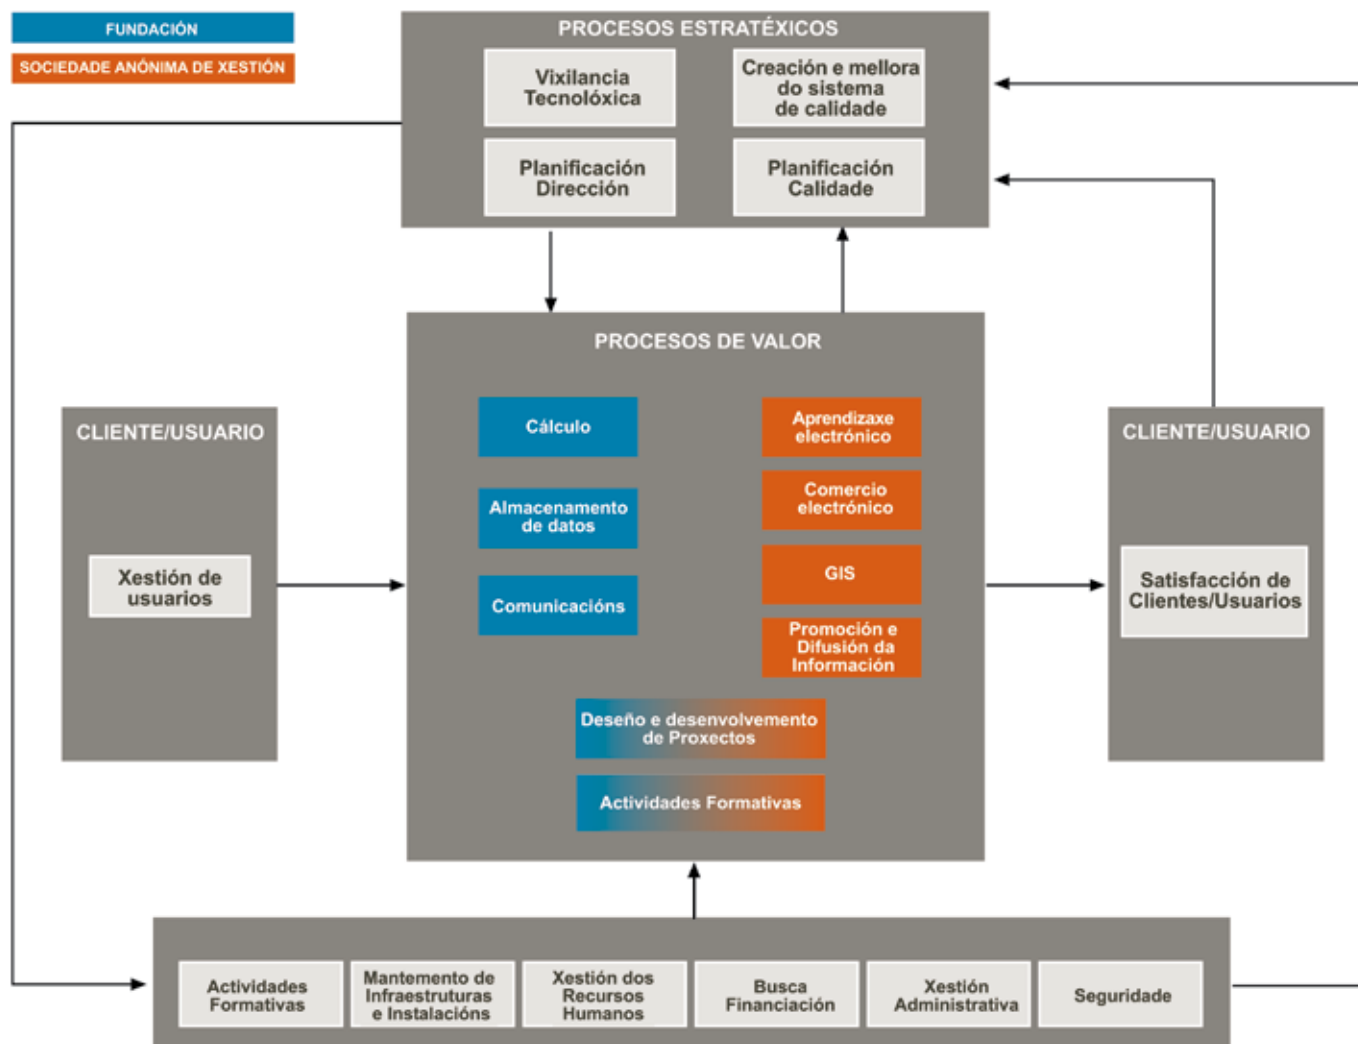 FUNDACIÓN
SOCIEDADE ANÓNIMA DE XESTIÓN
PROCESOS ESTRATÉXICOS
Vixilancia
Tecnolóxica
Creación e mellora
do sistema
de calidade
Planificación
Dirección
Planificación
Calidade
PROCESOS DE VALOR
CLIENTE/USUARIO
Xestión de
usuarios
Cálculo
Almacenamento
de datos
Comunicacións
Aprendizaxe
electrónico
Comercio
electrónico
GIS
Promoción e
Difusión da
Información
Deseño e desenvolvemento
de Proxectos
Actividades Formativas
CLIENTE/USUARIO
Satisfacción de
Clientes/Usuarios
Actividades
Formativas
Mantemento de
Infraestruturas
e Instalacións
Xestión dos
Recursos
Humanos
Busca
Financiación
Xestión
Administrativa
Seguridade